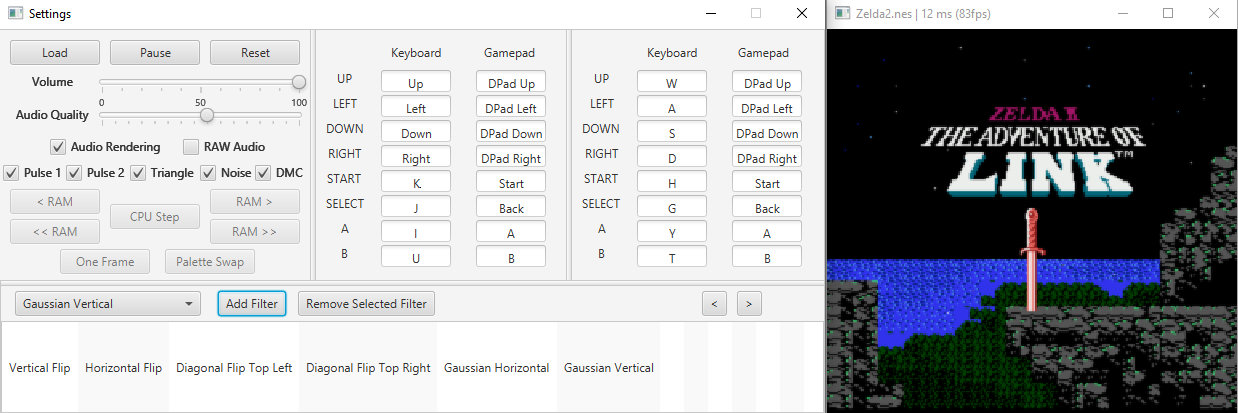 Settings
Load Pause Reset
Volume
0 50 100
Audio Quality
Audio Rendering RAW Audio
Pulse 1 Pulse 2 Triangle Noise DMC
< RAM CPU Step RAM >
<< RAM RAM >>
One Frame Palette Swap
Keyboard Gamepad
UP Up DPad Up
LEFT Left DPad Left
DOWN Down DPad Down
RIGHT Right DPad Right
START K Start
SELECT J Back
A I A
B U B
Keyboard Gamepad
UP W DPad Up
LEFT A DPad Left
DOWN S DPad Down
RIGHT D DPad Right
START H Start
SELECT G Back
A Y A
B T B
Gaussian Vertical Add Filter Remove Selected Filter < >
Vertical Flip Horizontal Flip Diagonal Flip Top Left Diagonal Flip Top Right Gaussian Horizontal Gaussian Vertical
Zelda2.nes | 12 ms (83fps)
ZELDA II
THE ADVENTURE OF
LINK™